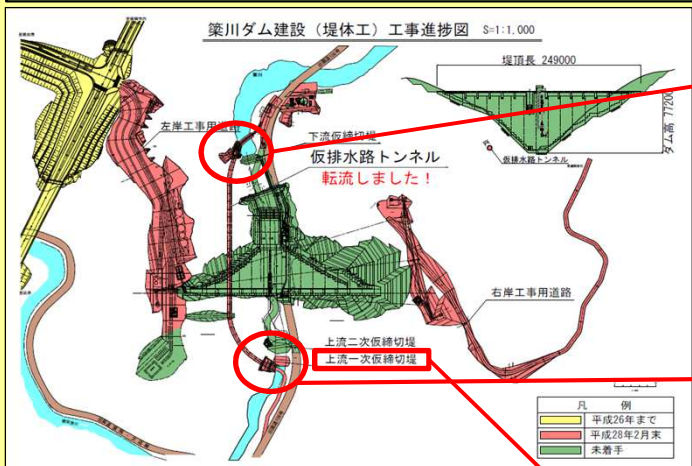 簗川ダム建設（堤体工）工事進捗図 S=1:1,000
堤頂長 249000
ダム高 77200
仮排水路トンネル
左岸工事用道路
下流仮締切堤
仮排水路トンネル
転流しました！
右岸工事用道路
上流二次仮締切堤
上流一次仮締切堤
凡 例
平成26年まで
平成28年2月末
未着手